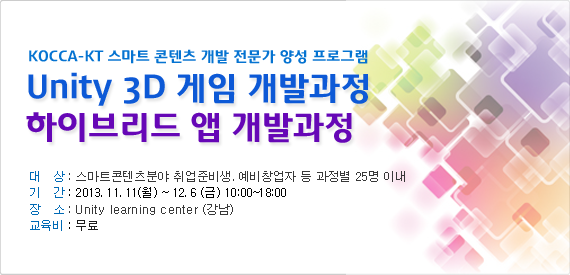 KOCCA-KT 스마트 콘텐츠 개발 전문가 양성 프로그램
Unity 3D 게임 개발과정
하이브리드 앱 개발과정
대 상 : 스마트콘텐츠분야 취업준비생, 예비창업자 등 과정별 25명 이내
기 간 : 2013. 11. 11(월) ~ 12. 6 (금) 10:00~18:00
장 소 : Unity learning center (강남)
교육비 : 무료